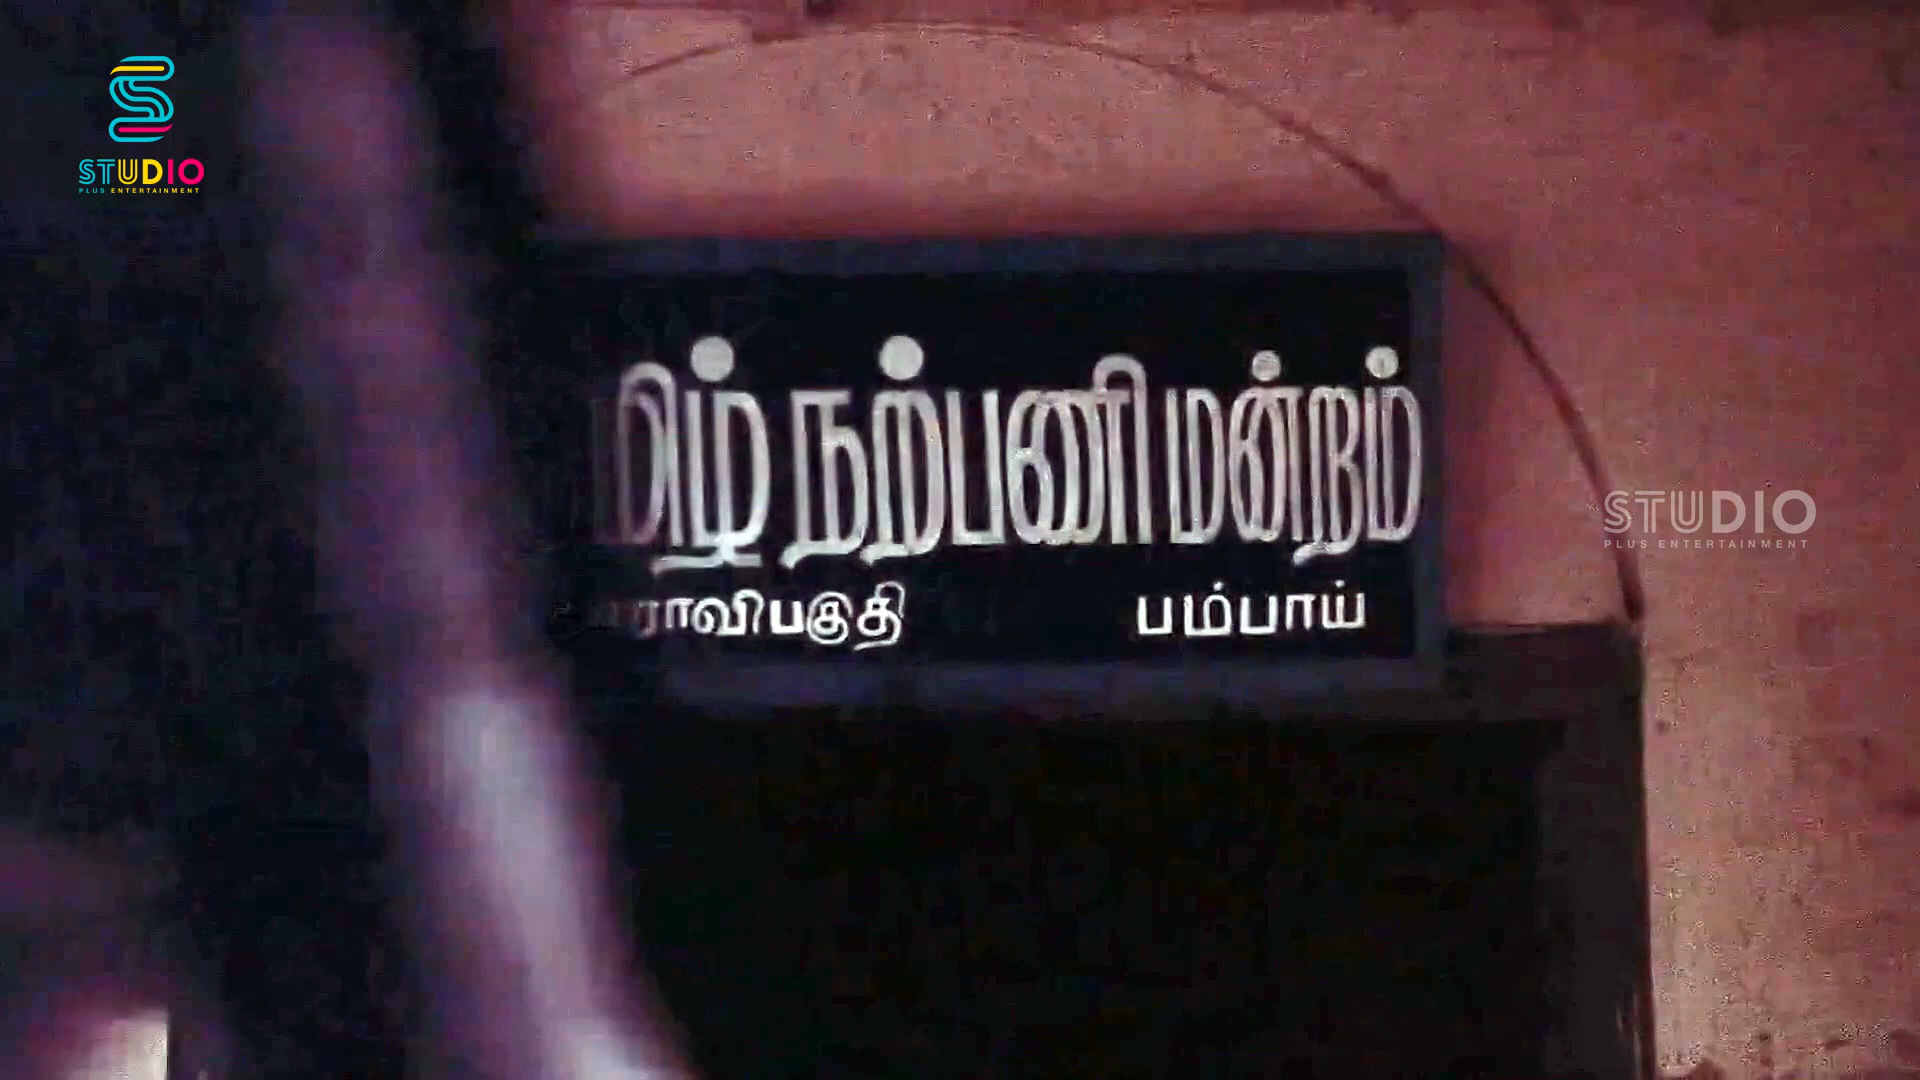 STUDIO
PLUS ENTERTAINMENT
மிழ் நற்பணி மன்றம்
ராவிபகுதி பம்பாய்
STUDIO
PLUS ENTERTAINMENT